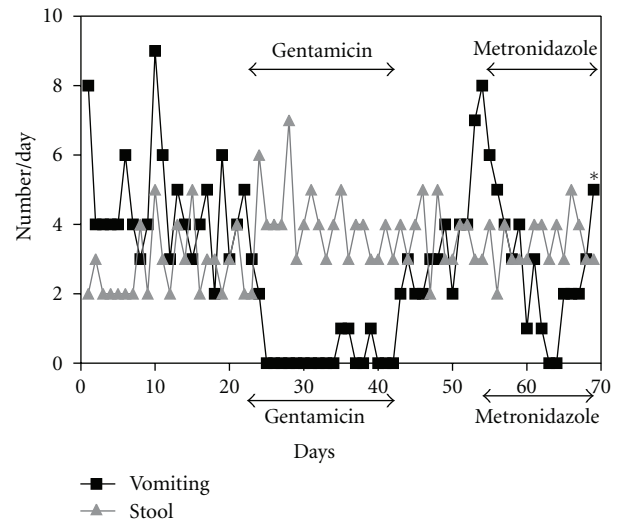 10
Gentamicin Metronidazole
8
6
*
Number/day
4
2
0
0 10 20 30 40 50 60 70
Gentamicin Metronidazole
Days
Vomiting
Stool